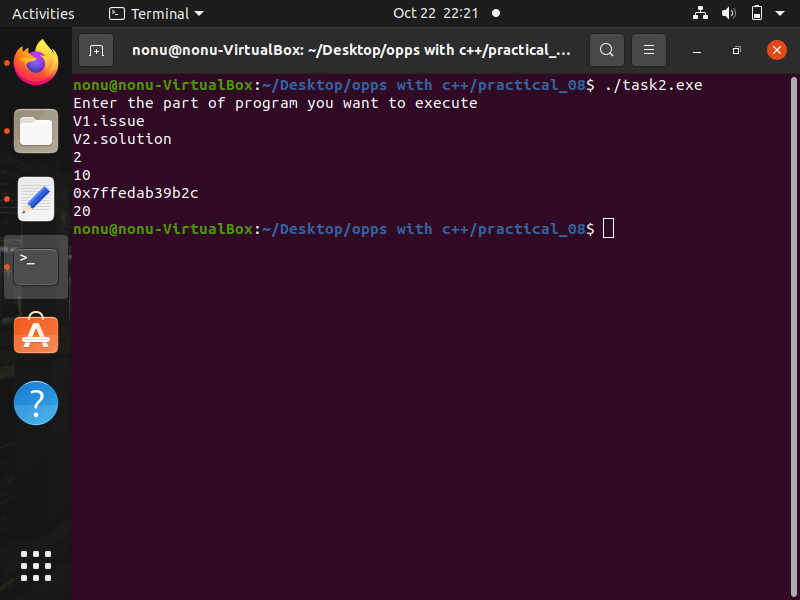 Activities Terminal Oct 22 22:21
nonu@nonu-VirtualBox: ~/Desktop/opps with c++/practical_...
nonu@nonu-VirtualBox:~/Desktop/opps with c++/practical_08$ ./task2.exe
Enter the part of program you want to execute
V1.issue
V2.solution
2
10
0x7ffedab39b2c
20
nonu@nonu-VirtualBox:~/Desktop/opps with c++/practical_08$